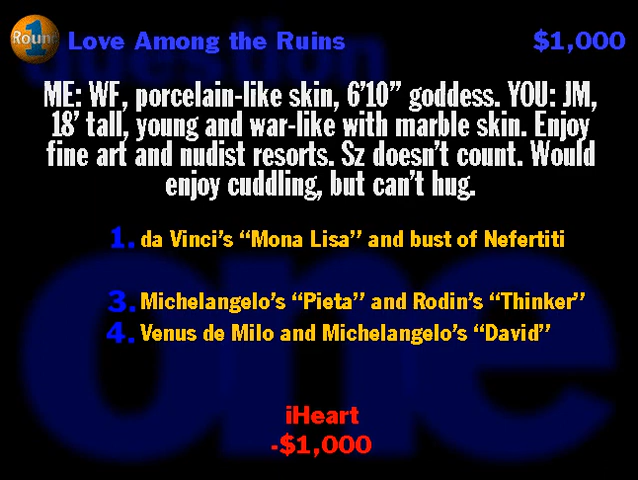 Round 1 Love Among the Ruins $1,000
ME: WF, porcelain-like skin, 6'10" goddess. YOU: JM,
18' tall, young and war-like with marble skin. Enjoy
fine art and nudist resorts. Sz doesn't count. Would
enjoy cuddling, but can't hug.
1. da Vinci's "Mona Lisa" and bust of Nefertiti
3. Michelangelo's "Pieta" and Rodin's "Thinker"
4. Venus de Milo and Michelangelo's "David"
iHeart
-$1,000
one